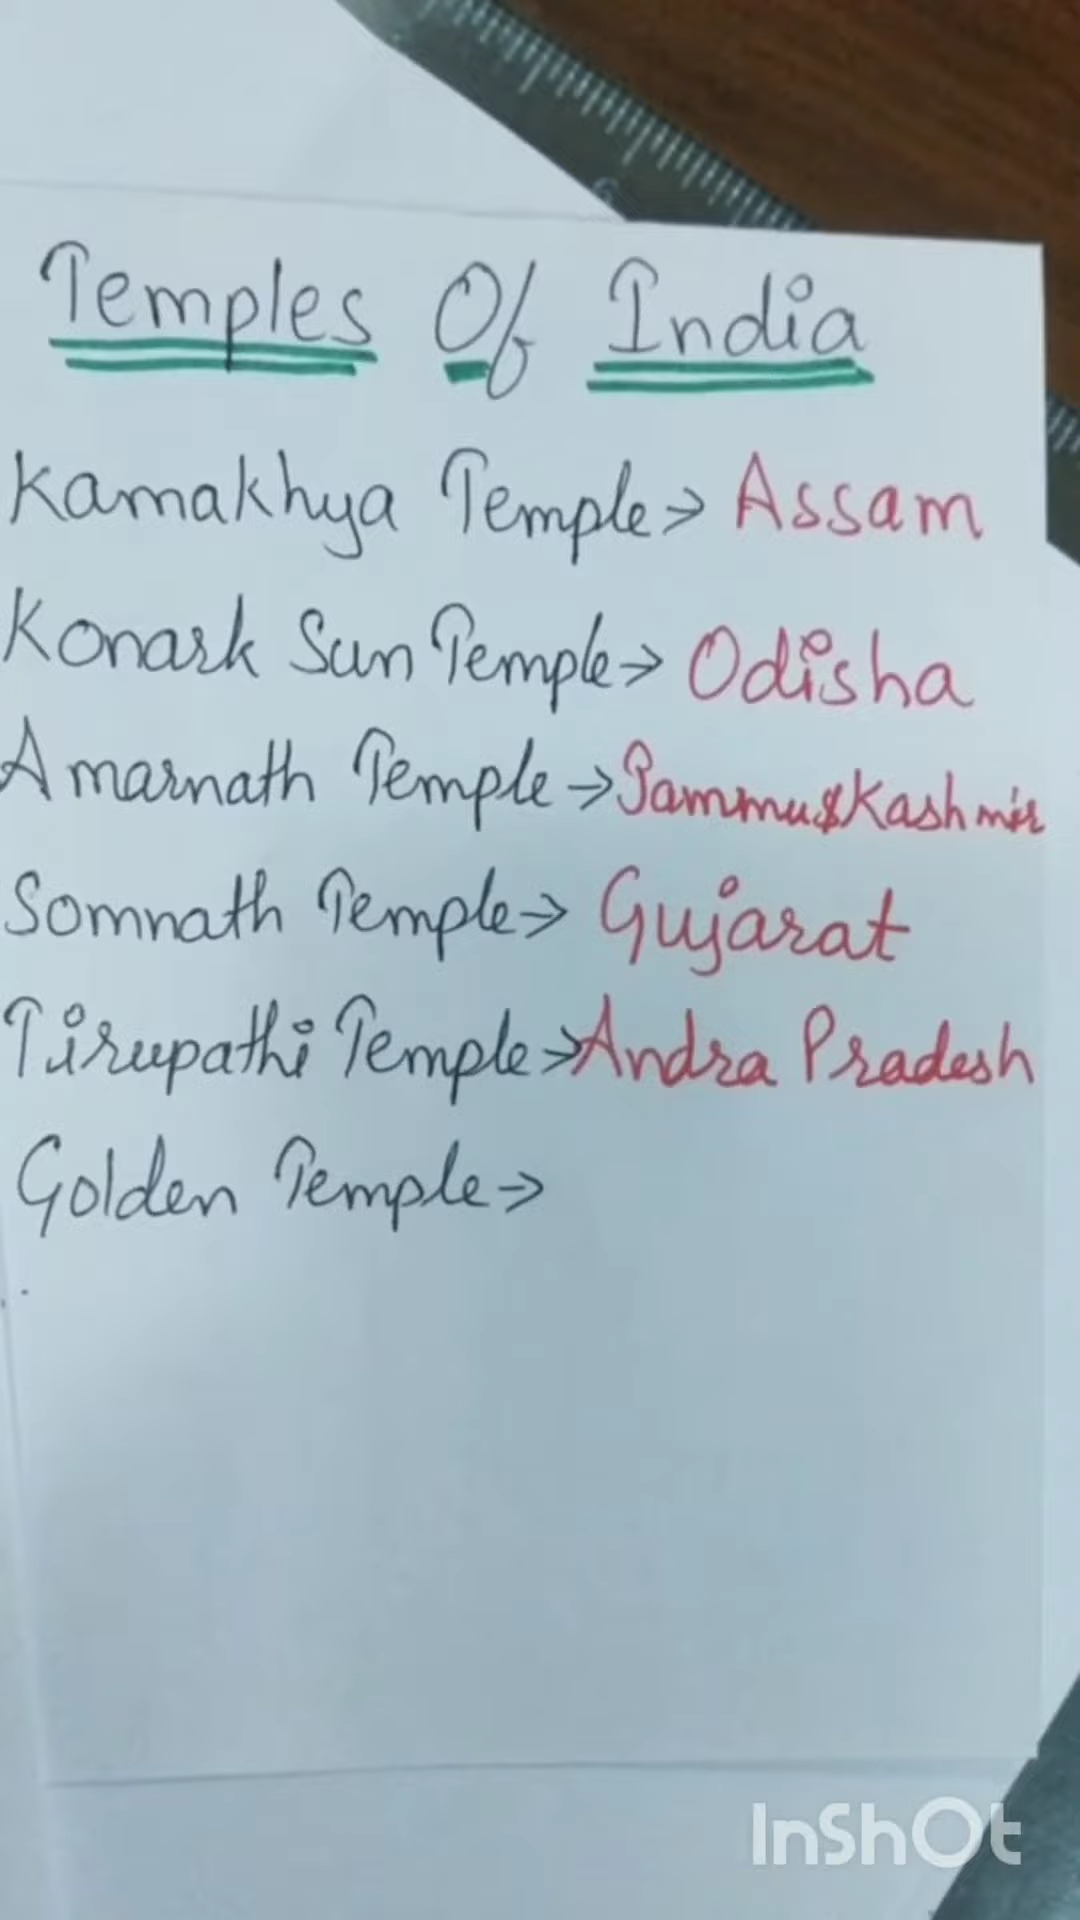 Temples Of India
Kamakhya Temple → Assam
Konark Sun Temple → Odisha
Amarnath Temple → Jammu & Kashmir
Somnath Temple → Gujarat
Tirupathi Temple → Andra Pradesh
Golden Temple →
InShOt